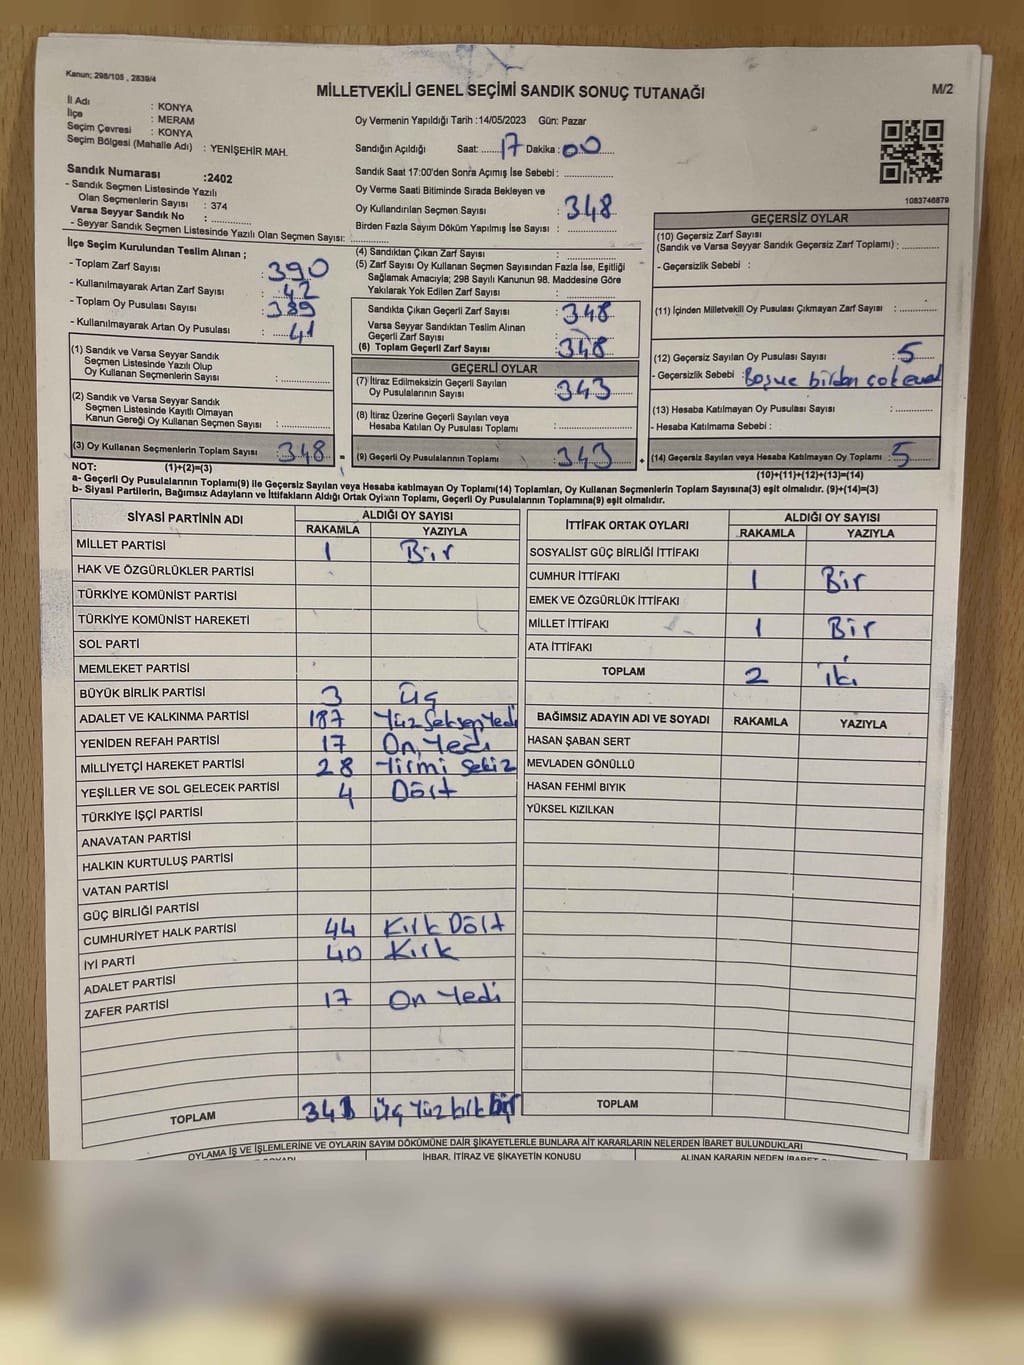 Kanun; 298/105 , 2839/4
MİLLETVEKİLİ GENEL SEÇİMİ SANDIK SONUÇ TUTANAĞI
M/2
İl Adı : KONYA
İlçe : MERAM
Seçim Çevresi : KONYA
Seçim Bölgesi (Mahalle Adı) : YENİŞEHİR MAH.
Sandık Numarası :2402
- Sandık Seçmen Listesinde Yazılı
Olan Seçmenlerin Sayısı : 374
Varsa Seyyar Sandık No :
- Seyyar Sandık Seçmen Listesinde Yazılı Olan Seçmen Sayısı:
Oy Vermenin Yapıldığı Tarih :14/05/2023 Gün: Pazar
Sandığın Açıldığı Saat: 17 Dakika : 00
Sandık Saat 17:00'den Sonra Açımış İse Sebebi :
Oy Verme Saati Bitiminde Sırada Bekleyen ve
Oy Kullandırılan Seçmen Sayısı : 348
Birden Fazla Sayım Döküm Yapılmış İse Sayısı :
1083746879
İlçe Seçim Kurulundan Teslim Alınan ;
- Toplam Zarf Sayısı : 390
- Kullanılmayarak Artan Zarf Sayısı : 42
- Toplam Oy Pusulası Sayısı : 389
- Kullanılmayarak Artan Oy Pusulası : 41
(1) Sandık ve Varsa Seyyar Sandık
Seçmen Listesinde Yazılı Olup
Oy Kullanan Seçmenlerin Sayısı :
(2) Sandık ve Varsa Seyyar Sandık
Seçmen Listesinde Kayıtlı Olmayan
Kanun Gereği Oy Kullanan Seçmen Sayısı :
(3) Oy Kullanan Seçmenlerin Toplam Sayısı : 348
(4) Sandıktan Çıkan Zarf Sayısı :
(5) Zarf Sayısı Oy Kullanan Seçmen Sayısından Fazla İse, Eşitliği
Sağlamak Amacıyla; 298 Sayılı Kanunun 98. Maddesine Göre
Yakılarak Yok Edilen Zarf Sayısı :
Sandıkta Çıkan Geçerli Zarf Sayısı : 348
Varsa Seyyar Sandıktan Teslim Alınan
Geçerli Zarf Sayısı :
(6) Toplam Geçerli Zarf Sayısı : 348
GEÇERLİ OYLAR
(7) İtiraz Edilmeksizin Geçerli Sayılan
Oy Pusulalarının Sayısı : 343
(8) İtiraz Üzerine Geçerli Sayılan veya
Hesaba Katılan Oy Pusulası Toplamı :
(9) Geçerli Oy Pusulalarının Toplamı : 343
GEÇERSİZ OYLAR
(10) Geçersiz Zarf Sayısı
(Sandık ve Varsa Seyyar Sandık Geçersiz Zarf Toplamı) :
- Geçersizlik Sebebi :
(11) İçinden Milletvekili Oy Pusulası Çıkmayan Zarf Sayısı :
(12) Geçersiz Sayılan Oy Pusulası Sayısı : 5
- Geçersizlik Sebebi : Boş ve birden çok evet
(13) Hesaba Katılmayan Oy Pusulası Sayısı :
- Hesaba Katılmama Sebebi :
(14) Geçersiz Sayılan veya Hesaba Katılmayan Oy Toplamı : 5
NOT: (1)+(2)=(3)
(10)+(11)+(12)+(13)=(14)
a- Geçerli Oy Pusulalarının Toplamı(9) ile Geçersiz Sayılan veya Hesaba katılmayan Oy Toplamı(14) Toplamları, Oy Kullanan Seçmenlerin Toplam Sayısına(3) eşit olmalıdır. (9)+(14)=(3)
b- Siyasi Partilerin, Bağımsız Adayların ve İttifakların Aldığı Ortak Oyların Toplamı, Geçerli Oy Pusulalarının Toplamına(9) eşit olmalıdır.
SİYASİ PARTİNİN ADI ALDIĞI OY SAYISI
RAKAMLA YAZIYLA
MİLLET PARTİSİ 1 Bir
HAK VE ÖZGÜRLÜKLER PARTİSİ
TÜRKİYE KOMÜNİST PARTİSİ
TÜRKİYE KOMÜNİST HAREKETİ
SOL PARTİ
MEMLEKET PARTİSİ
BÜYÜK BİRLİK PARTİSİ 3 Üç
ADALET VE KALKINMA PARTİSİ 187 Yüz Seksen Yedi
YENİDEN REFAH PARTİSİ 17 On Yedi
MİLLİYETÇİ HAREKET PARTİSİ 28 Yirmi Sekiz
YEŞİLLER VE SOL GELECEK PARTİSİ 4 Dört
TÜRKİYE İŞÇİ PARTİSİ
ANAVATAN PARTİSİ
HALKIN KURTULUŞ PARTİSİ
VATAN PARTİSİ
GÜÇ BİRLİĞİ PARTİSİ
CUMHURİYET HALK PARTİSİ 44 Kırk Dört
İYİ PARTİ 40 Kırk
ADALET PARTİSİ
ZAFER PARTİSİ 17 On Yedi
TOPLAM 341 Üç Yüz kırk bir
İTTİFAK ORTAK OYLARI ALDIĞI OY SAYISI
RAKAMLA YAZIYLA
SOSYALİST GÜÇ BİRLİĞİ İTTİFAKI
CUMHUR İTTİFAKI 1 Bir
EMEK VE ÖZGÜRLÜK İTTİFAKI
MİLLET İTTİFAKI 1 Bir
ATA İTTİFAKI
TOPLAM 2 iki
BAĞIMSIZ ADAYIN ADI VE SOYADI RAKAMLA YAZIYLA
HASAN ŞABAN SERT
MEVLADEN GÖNÜLLÜ
HASAN FEHMİ BIYIK
YÜKSEL KIZILKAN
TOPLAM
OYLAMA İŞ VE İŞLEMLERİNE VE OYLARIN SAYIM DÖKÜMÜNE DAİR ŞİKAYETLERLE BUNLARA AİT KARARLARIN NELERDEN İBARET BULUNDUKLARI
İHBAR, İTİRAZ VE ŞİKAYETİN KONUSU
ALINAN KARARIN NEDEN